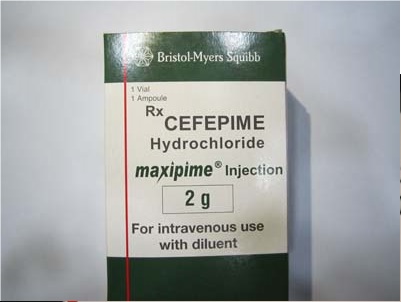 Bristol-Myers Squibb
1 Vial
1 Ampoule
Rx
CEFEPIME
Hydrochloride
maxipime® Injection
2 g
For intravenous use
with diluent